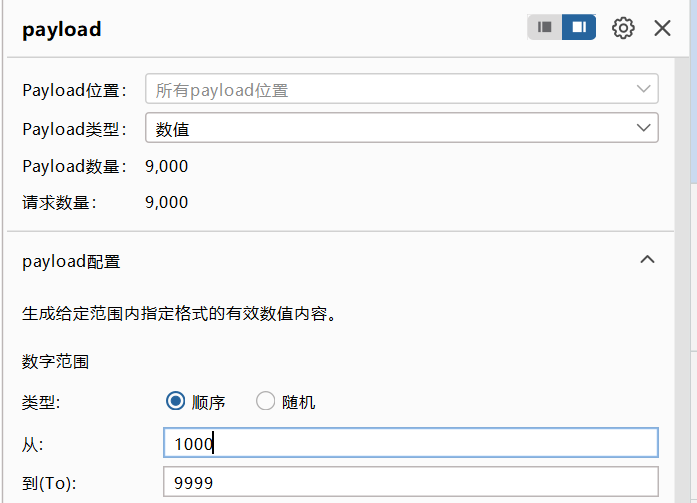 payload
Payload位置： 所有payload位置
Payload类型： 数值
Payload数量： 9,000
请求数量： 9,000
payload配置
生成给定范围内指定格式的有效数值内容。
数字范围
类型: 顺序 随机
从: 1000
到(To): 9999